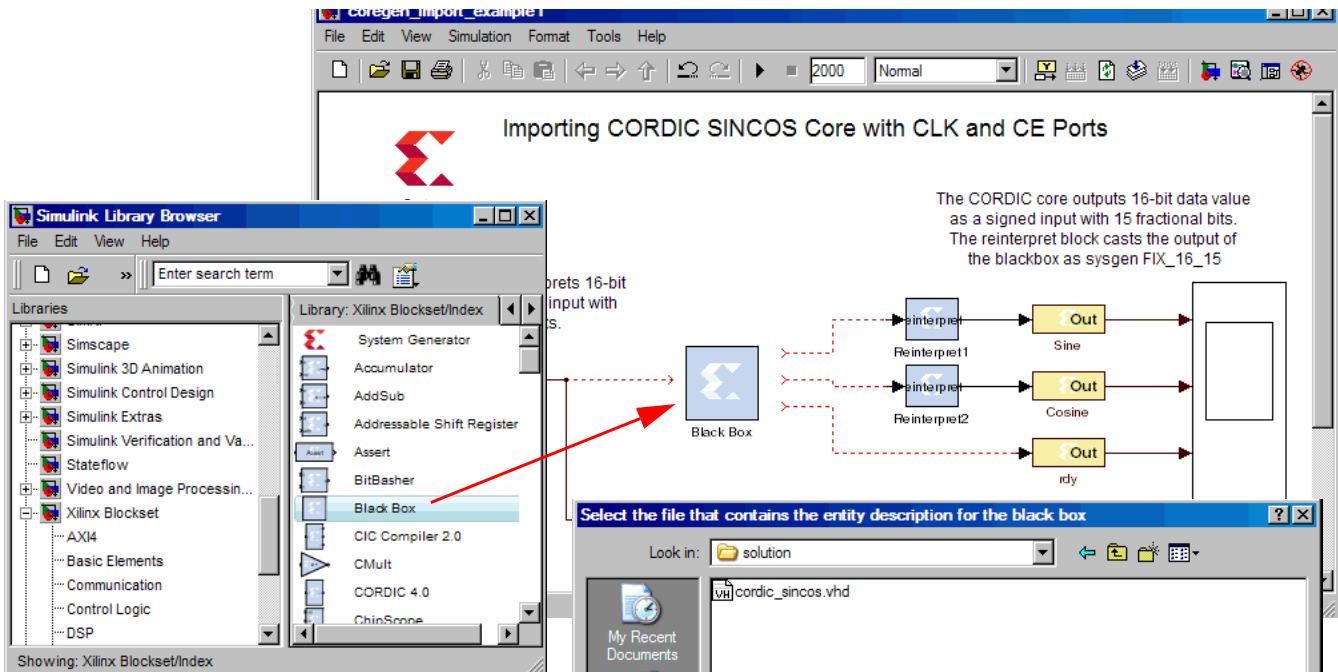 coregen_import_example1
File Edit View Simulation Format Tools Help
2000 Normal
Importing CORDIC SINCOS Core with CLK and CE Ports
The CORDIC core outputs 16-bit data value
as a signed input with 15 fractional bits.
The reinterpret block casts the output of
the blackbox as sysgen FIX_16_15
prets 16-bit
input with
ts.
Black Box
einterpret
Reinterpret1
einterpret
Reinterpret2
Out
Sine
Out
Cosine
Out
rdy
Simulink Library Browser
File Edit View Help
Enter search term
Libraries
Simscape
Simulink 3D Animation
Simulink Control Design
Simulink Extras
Simulink Verification and Va...
Stateflow
Video and Image Processin...
Xilinx Blockset
AXI4
Basic Elements
Communication
Control Logic
DSP
Library: Xilinx Blockset/Index
System Generator
Accumulator
AddSub
Addressable Shift Register
Assert
Assert
BitBasher
Black Box
CIC Compiler 2.0
CMult
CORDIC 4.0
ChipScope
Showing: Xilinx Blockset/Index
Select the file that contains the entity description for the black box
Look in: solution
cordic_sincos.vhd
My Recent
Documents